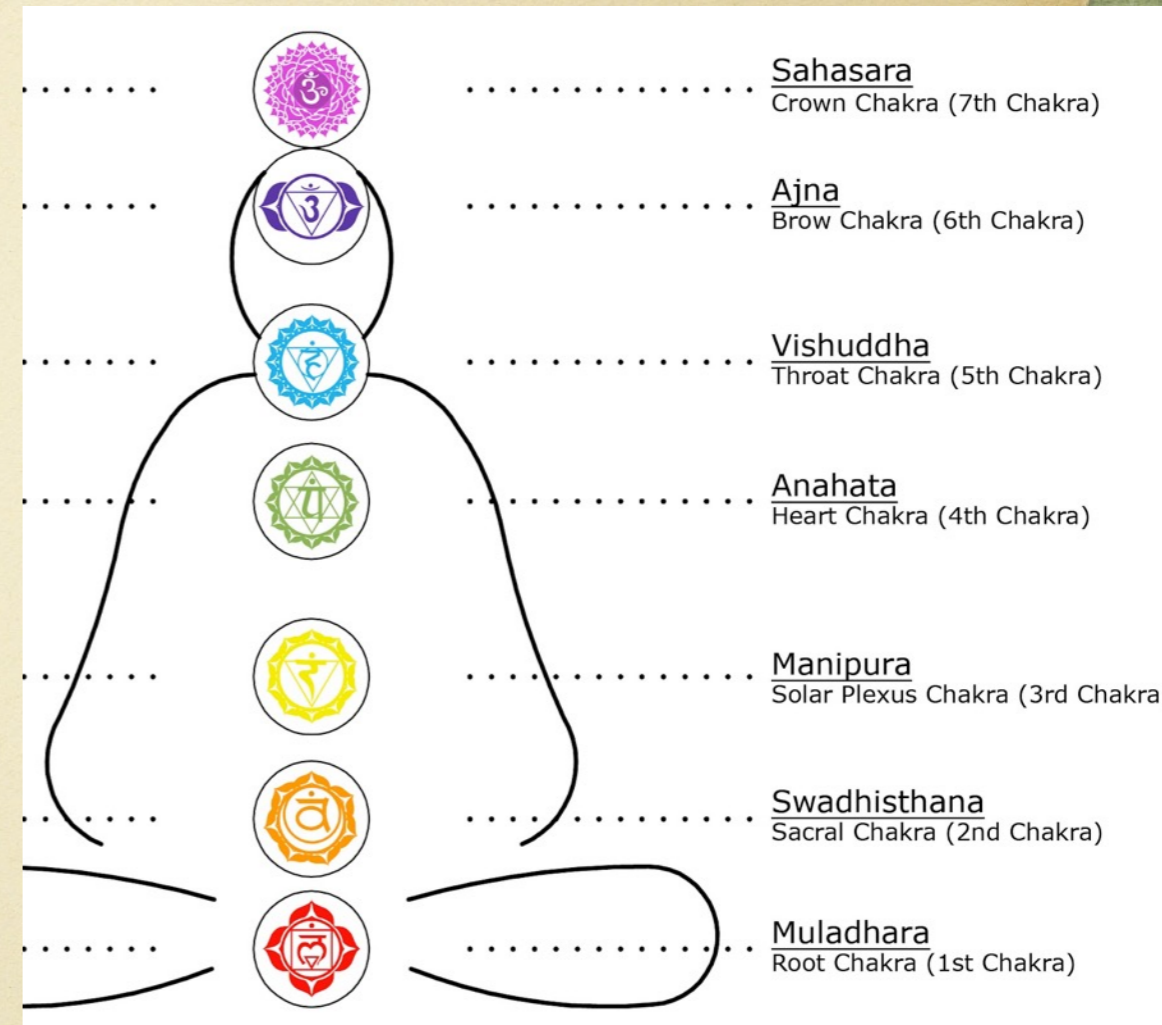 ॐ
Sahasara
Crown Chakra (7th Chakra)
ॐ
Ajna
Brow Chakra (6th Chakra)
हं
Vishuddha
Throat Chakra (5th Chakra)
यं
Anahata
Heart Chakra (4th Chakra)
रं
Manipura
Solar Plexus Chakra (3rd Chakra
वं
Swadhisthana
Sacral Chakra (2nd Chakra)
लं
Muladhara
Root Chakra (1st Chakra)